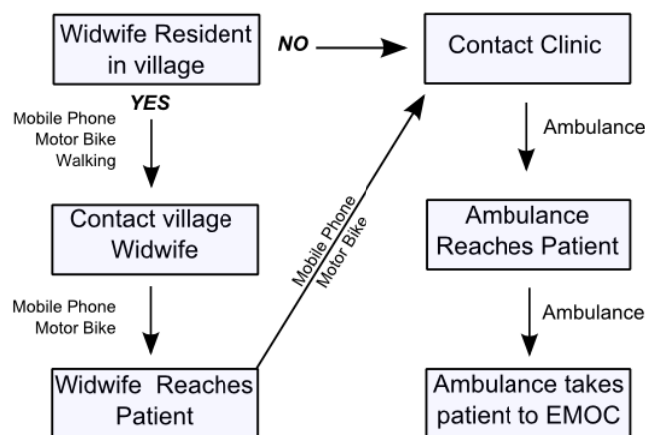 Widwife Resident
in village
NO
Contact Clinic
YES
Mobile Phone
Motor Bike
Walking
Ambulance
Contact village
Widwife
Ambulance
Reaches Patient
Mobile Phone
Motor Bike
Mobile Phone
Motor Bike
Ambulance
Widwife Reaches
Patient
Ambulance takes
patient to EMOC